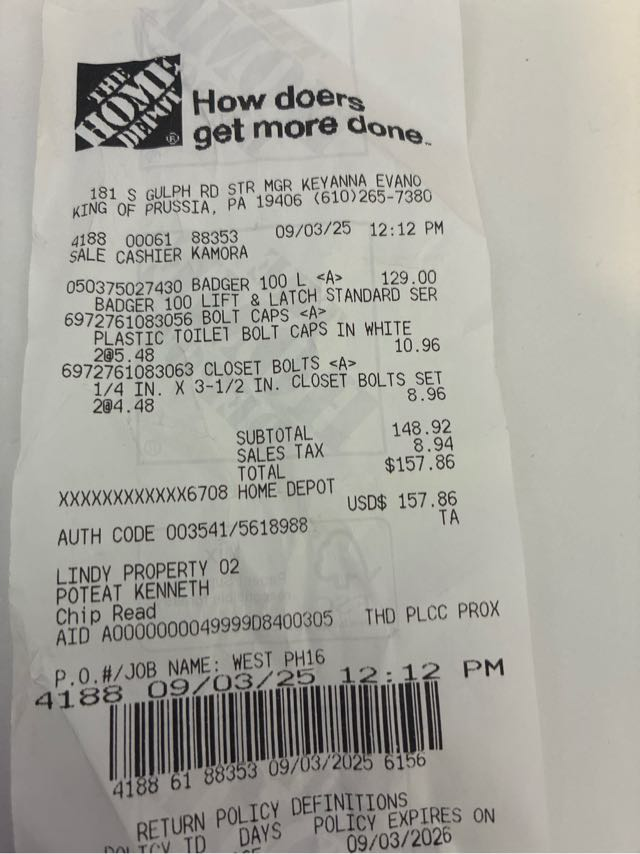 THE
HOME
DEPOT
How doers
get more done.
181 S GULPH RD STR MGR KEYANNA EVANO
KING OF PRUSSIA, PA 19406 (610)265-7380
4188 00061 88353 09/03/25 12:12 PM
SALE CASHIER KAMORA
050375027430 BADGER 100 L <A> 129.00
BADGER 100 LIFT & LATCH STANDARD SER
6972761083056 BOLT CAPS <A>
PLASTIC TOILET BOLT CAPS IN WHITE
2@5.48 10.96
6972761083063 CLOSET BOLTS <A>
1/4 IN. X 3-1/2 IN. CLOSET BOLTS SET
2@4.48 8.96
SUBTOTAL 148.92
SALES TAX 8.94
TOTAL $157.86
XXXXXXXXXXXX6708 HOME DEPOT
USD$ 157.86
AUTH CODE 003541/5618988 TA
LINDY PROPERTY 02
POTEAT KENNETH
Chip Read
AID A0000000049999D8400305 THD PLCC PROX
P.O.#/JOB NAME: WEST PH16
4188 09/03/25 12:12 PM
4188 61 88353 09/03/2025 6156
RETURN POLICY DEFINITIONS
POLICY ID DAYS POLICY EXPIRES ON
09/03/2026